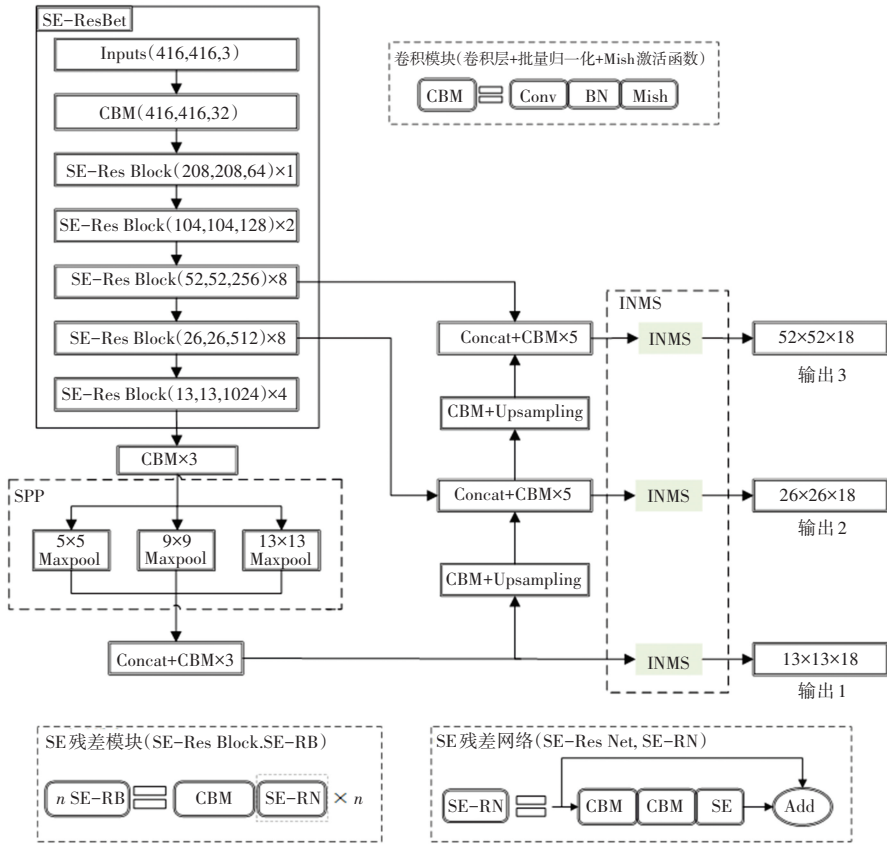 SE-ResBet
Inputs(416,416,3)
CBM(416,416,32)
SE-Res Block(208,208,64)×1
SE-Res Block(104,104,128)×2
SE-Res Block(52,52,256)×8
SE-Res Block(26,26,512)×8
SE-Res Block(13,13,1024)×4
CBM×3
SPP
5×5
Maxpool
9×9
Maxpool
13×13
Maxpool
Concat+CBM×3
卷积模块(卷积层+批量归一化+Mish激活函数)
CBM
Conv
BN
Mish
Concat+CBM×5
CBM+Upsampling
Concat+CBM×5
CBM+Upsampling
INMS
INMS
INMS
INMS
52×52×18
输出3
26×26×18
输出2
13×13×18
输出1
SE残差模块(SE-Res Block.SE-RB)
n SE-RB
CBM
SE-RN
× n
SE残差网络(SE-Res Net, SE-RN)
SE-RN
CBM
CBM
SE
Add